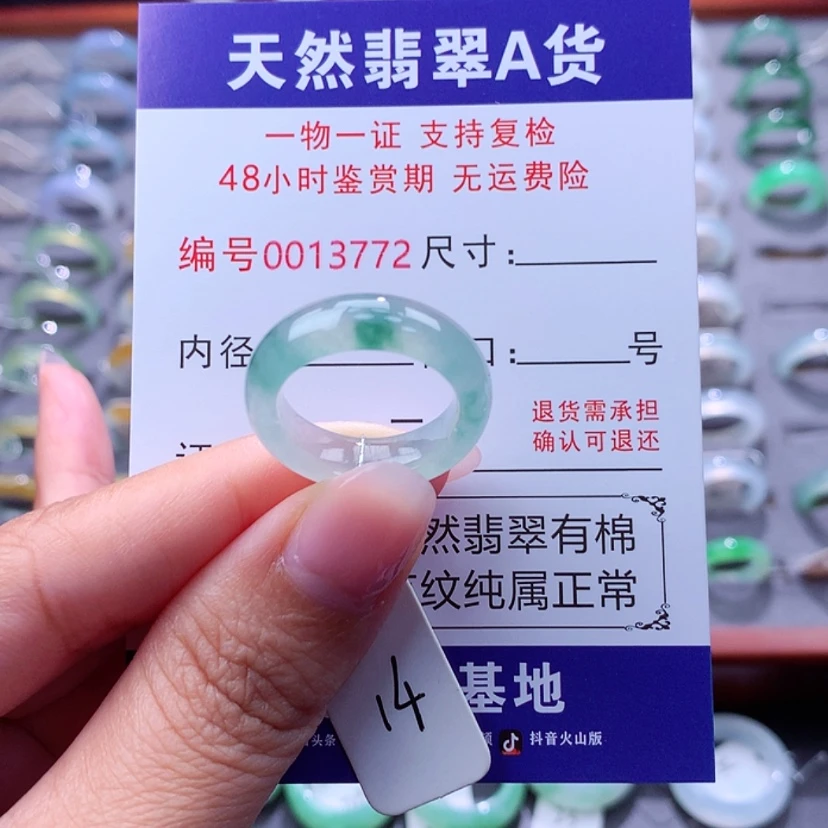 天然翡翠A货
一物一证 支持复检
48小时鉴赏期 无运费险
编号0013772 尺寸:
内径 口: 号
退货需承担
确认可退还
然翡翠有棉
纹纯属正常
基地
头条 抖音火山版
14